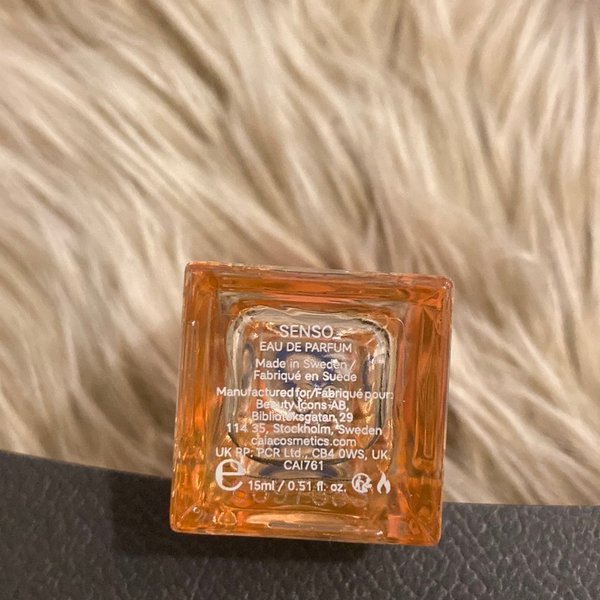 SENSO_
EAU DE PARFUM
Made in Sweden /
Fabriqué en Suède
Manufactured for/Fabriqué pour:
Beauty Icons AB,
Biblioteksgatan 29
114 35, Stockholm, Sweden
caiacosmetics.com
UK RP: PCR Ltd., CB4 0WS, UK.
CAI761
e 15ml / 0.51 fl. oz.